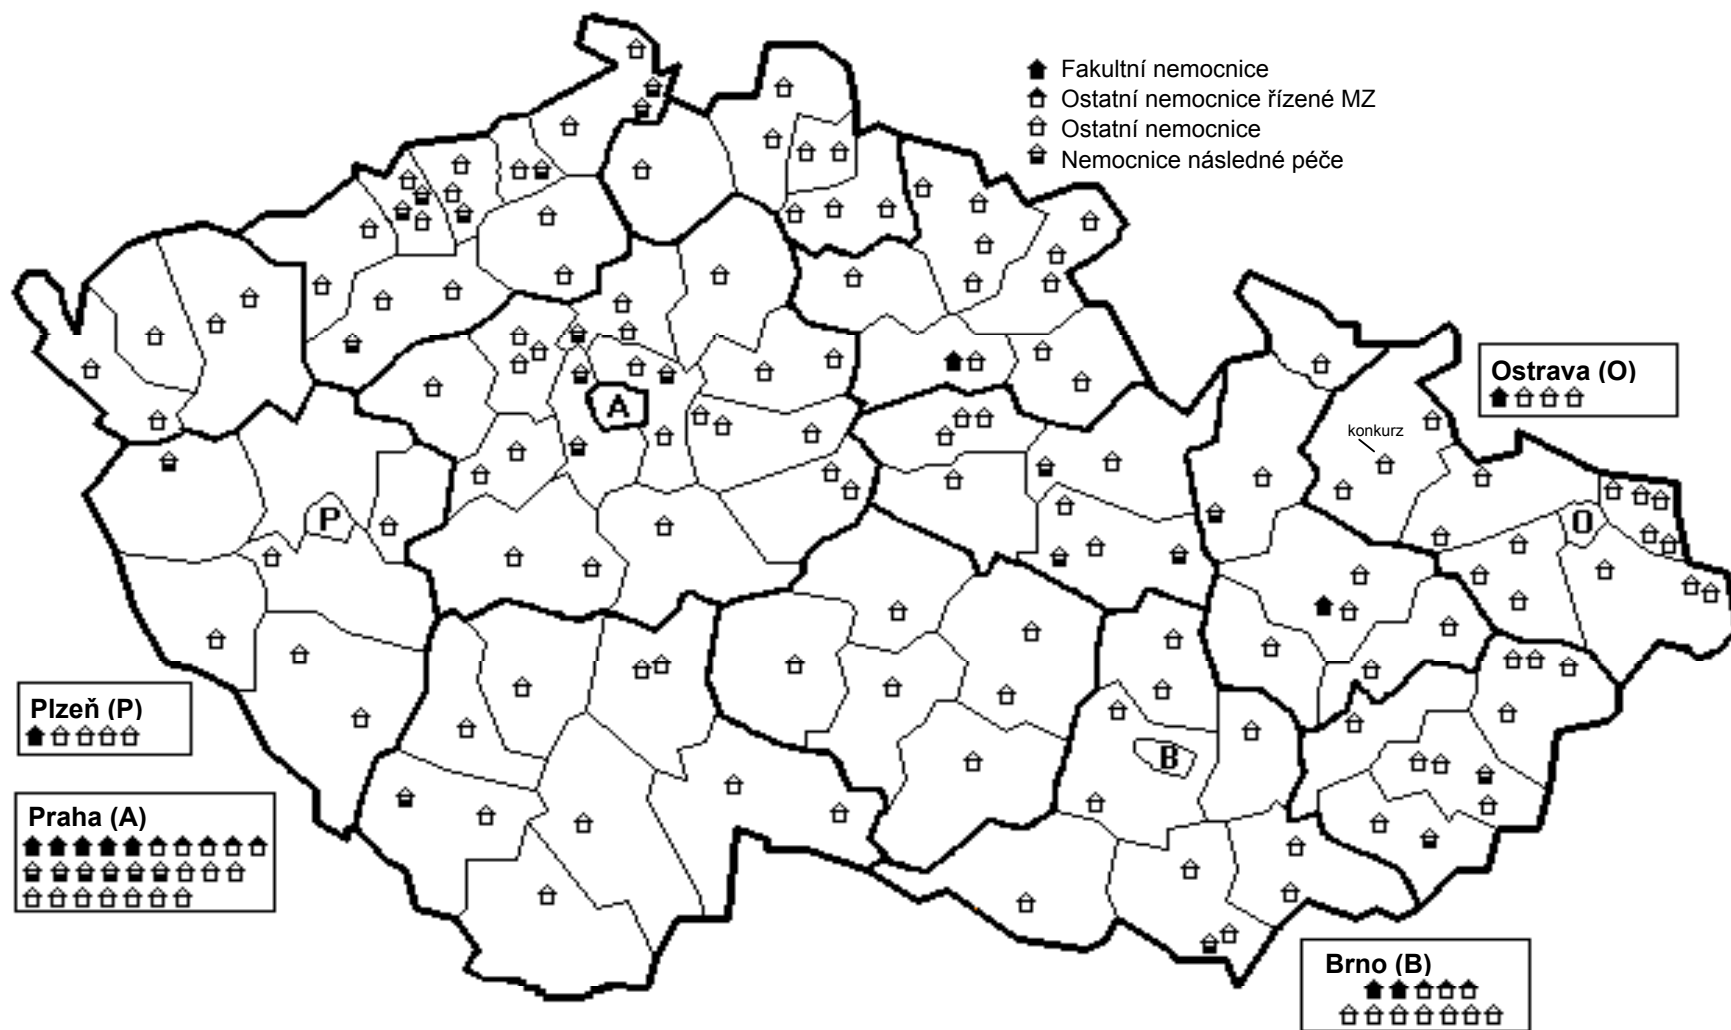 Fakultní nemocnice
Ostatní nemocnice řízené MZ
Ostatní nemocnice
Nemocnice následné péče
Ostrava (O)
konkurz
A
P
O
B
Plzeň (P)
Praha (A)
Brno (B)